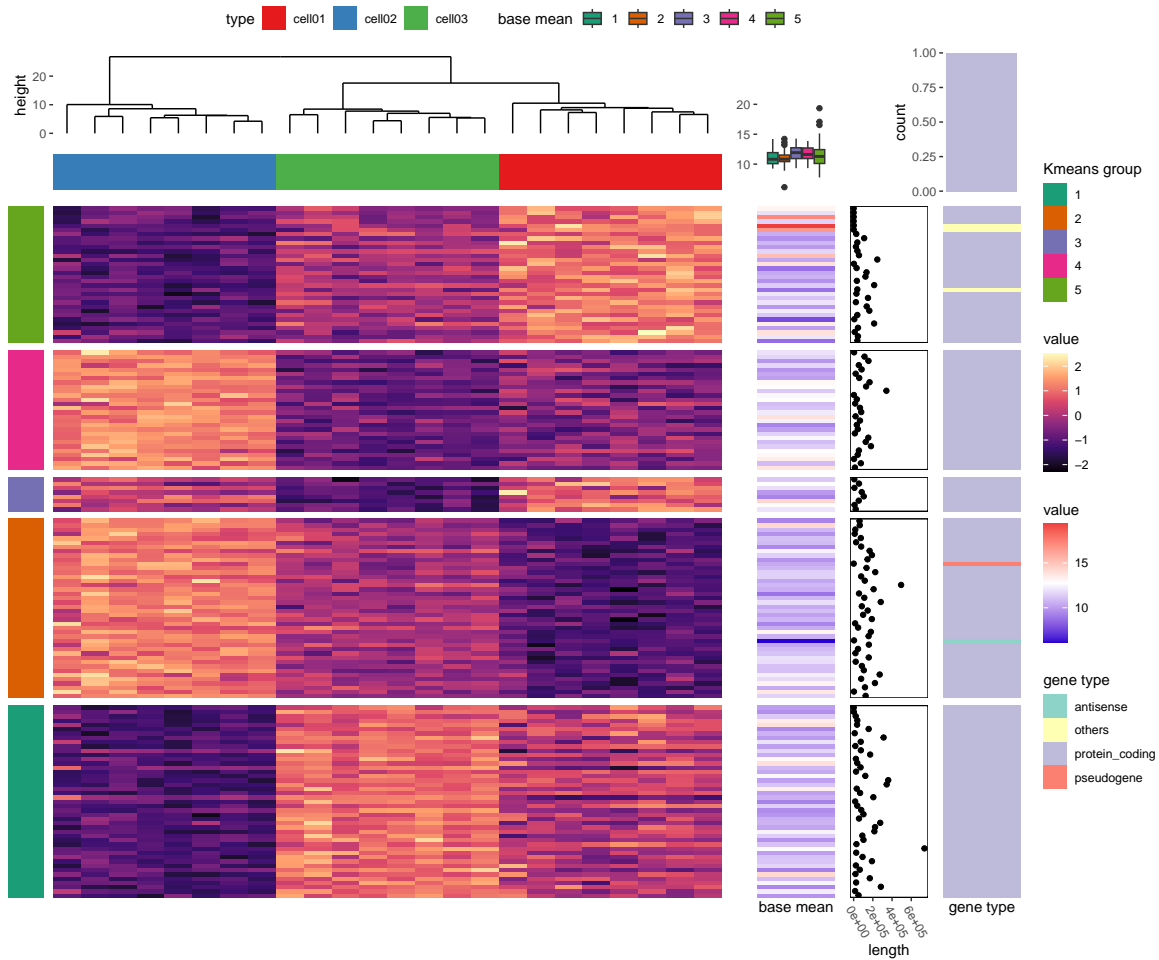 type cell01 cell02 cell03 base mean 1 2 3 4 5
height
20
10
0
20
15
10
count
1.00
0.75
0.50
0.25
0.00
Kmeans group
1
2
3
4
5
value
2
1
0
−1
−2
value
15
10
gene type
antisense
others
protein_coding
pseudogene
base mean
0e+00
2e+05
4e+05
6e+05
length
gene type